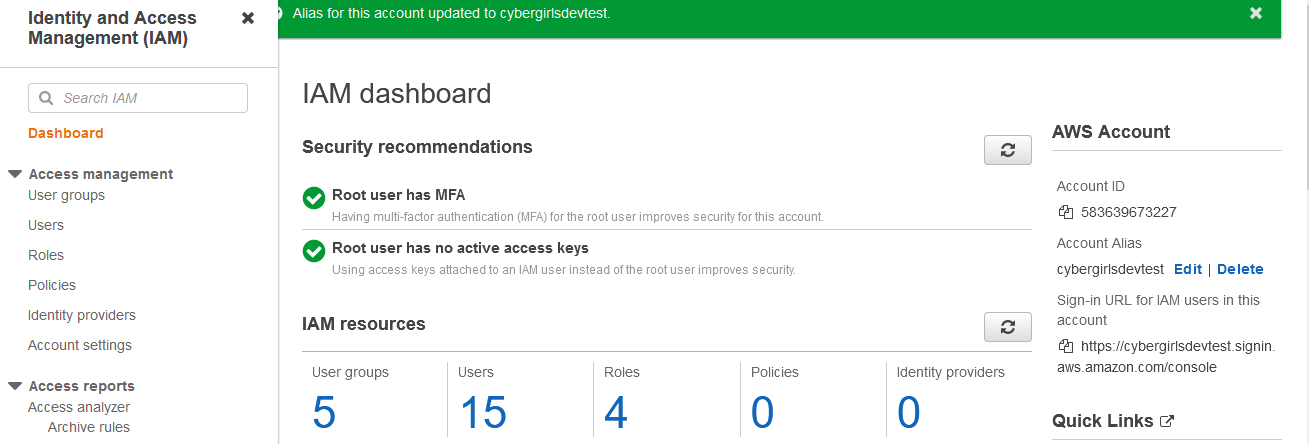 Identity and Access
Management (IAM)
Search IAM
Dashboard
Access management
User groups
Users
Roles
Policies
Identity providers
Account settings
Access reports
Access analyzer
Archive rules
Alias for this account updated to cybergirlsdevtest.
IAM dashboard
Security recommendations
Root user has MFA
Having multi-factor authentication (MFA) for the root user improves security for this account.
Root user has no active access keys
Using access keys attached to an IAM user instead of the root user improves security.
IAM resources
User groups Users Roles Policies Identity providers
5 15 4 0 0
AWS Account
Account ID
583639673227
Account Alias
cybergirlsdevtest Edit | Delete
Sign-in URL for IAM users in this
account
https://cybergirlsdevtest.signin.
aws.amazon.com/console
Quick Links